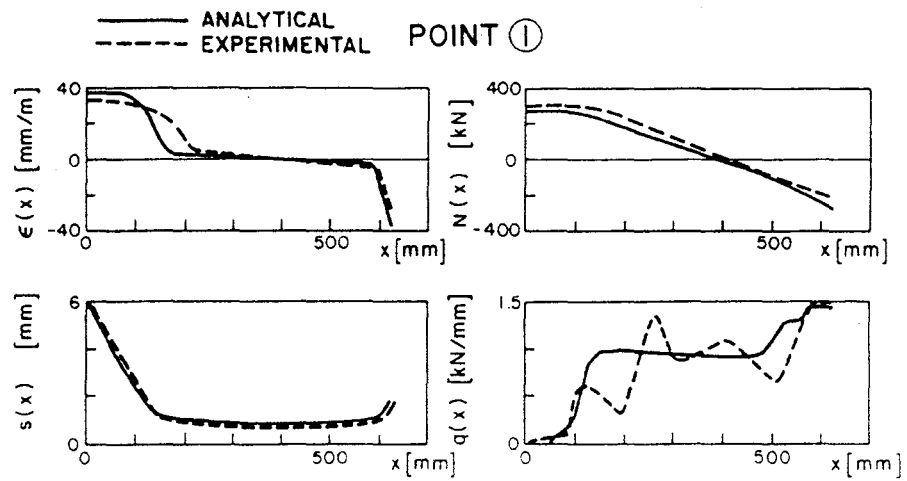 ANALYTICAL
EXPERIMENTAL
POINT ①
40
0
-40
ϵ(x) [mm/m]
0
500
x[mm]
400
0
-400
N(x) [kN]
500
x[mm]
6
0
s(x) [mm]
0
500
x[mm]
1.5
0
q(x) [kN/mm]
0
500
x[mm]